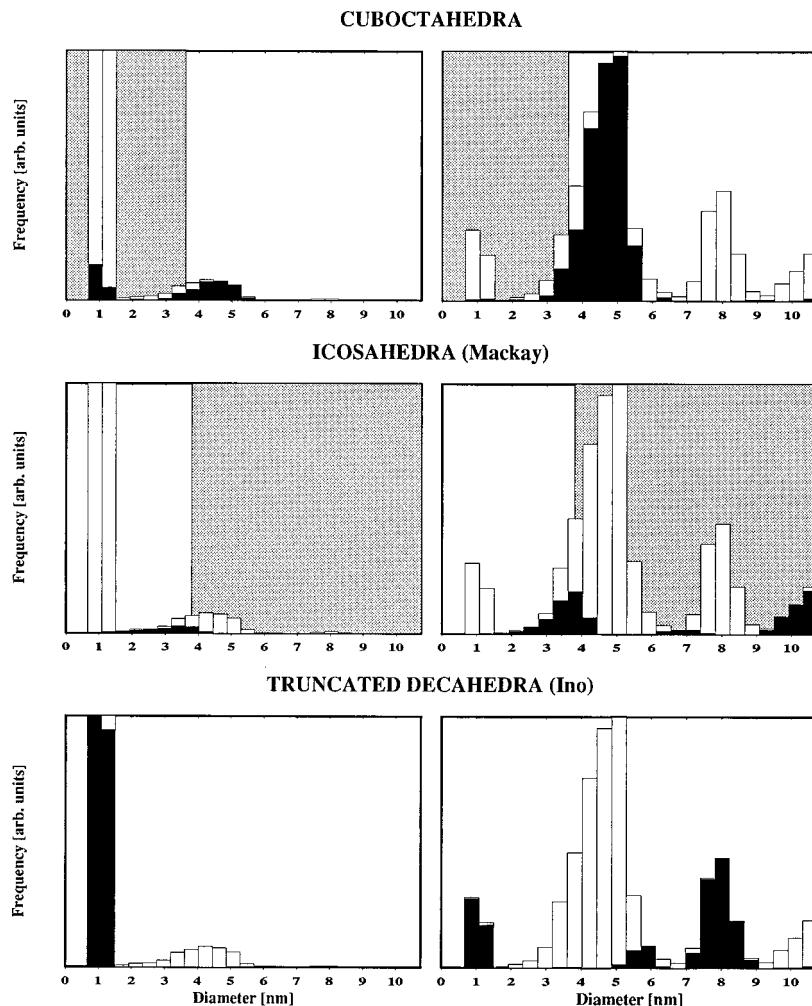 CUBOCTAHEDRA
Frequency [arb. units]
0 1 2 3 4 5 6 7 8 9 10
0 1 2 3 4 5 6 7 8 9 10
ICOSAHEDRA (Mackay)
Frequency [arb. units]
0 1 2 3 4 5 6 7 8 9 10
0 1 2 3 4 5 6 7 8 9 10
TRUNCATED DECAHEDRA (Ino)
Frequency [arb. units]
0 1 2 3 4 5 6 7 8 9 10
0 1 2 3 4 5 6 7 8 9 10
Diameter [nm]
Diameter [nm]